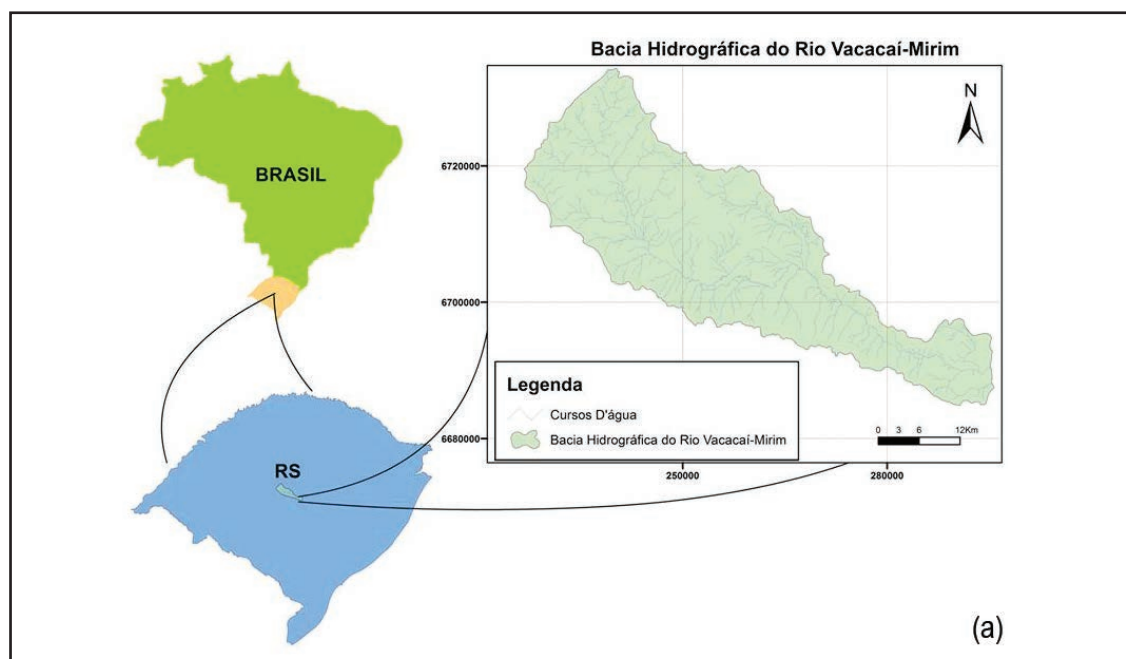 Bacia Hidrográfica do Rio Vacacaí-Mirim
N
BRASIL
6720000
6700000
6680000
Legenda
Cursos D'água
Bacia Hidrográfica do Rio Vacacaí-Mirim
0 3 6 12Km
250000 280000
RS
(a)